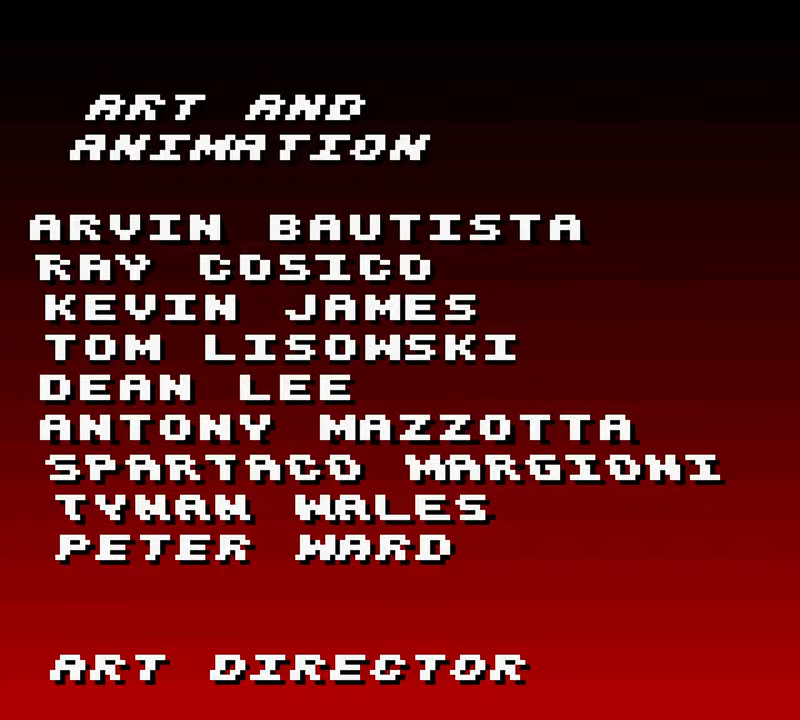 ART AND
ANIMATION
ARVIN BAUTISTA
RAY COSICO
KEVIN JAMES
TOM LISOWSKI
DEAN LEE
ANTONY MAZZOTTA
SPARTACO MARGIONI
TYNAN WALES
PETER WARD
ART DIRECTOR